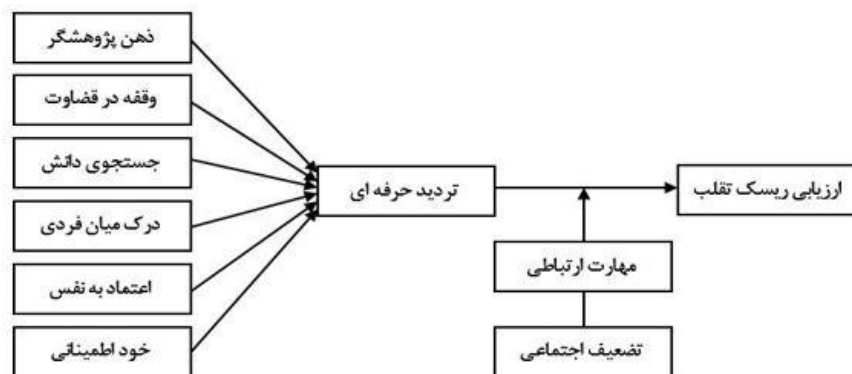 ذهن پژوهشگر
وقفه در قضاوت
جستجوی دانش
درک میان فردی
اعتماد به نفس
خود اطمینانی
تردید حرفه ای
ارزیابی ریسک تقلب
مهارت ارتباطی
تضعیف اجتماعی